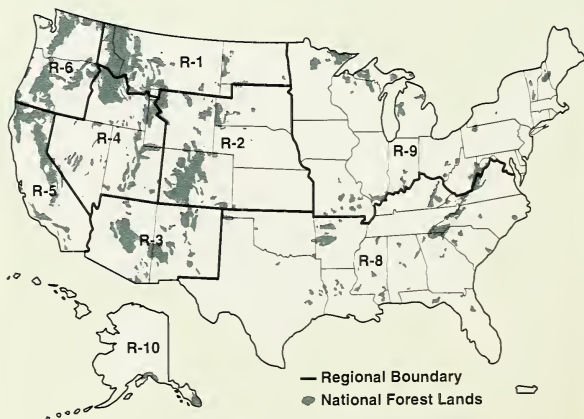 R-6
R-1
R-4
R-2
R-9
R-5
R-3
R-8
R-10
Regional Boundary
National Forest Lands